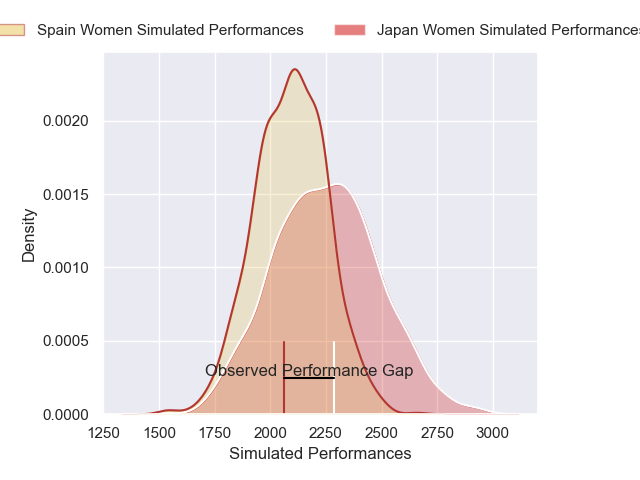 Spain Women Simulated Performances Japan Women Simulated Performances
0.0020
0.0015
0.0010
0.0005
0.0000
Density
Observed Performance Gap
1250 1500 1750 2000 2250 2500 2750 3000
Simulated Performances